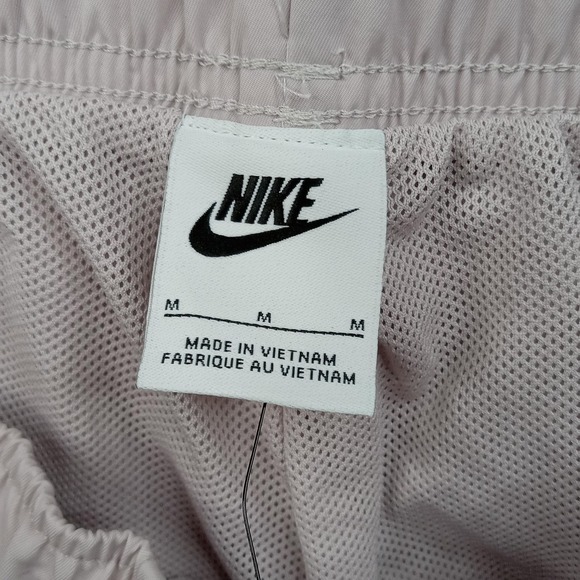 NIKE
M M M
MADE IN VIETNAM
FABRIQUE AU VIETNAM